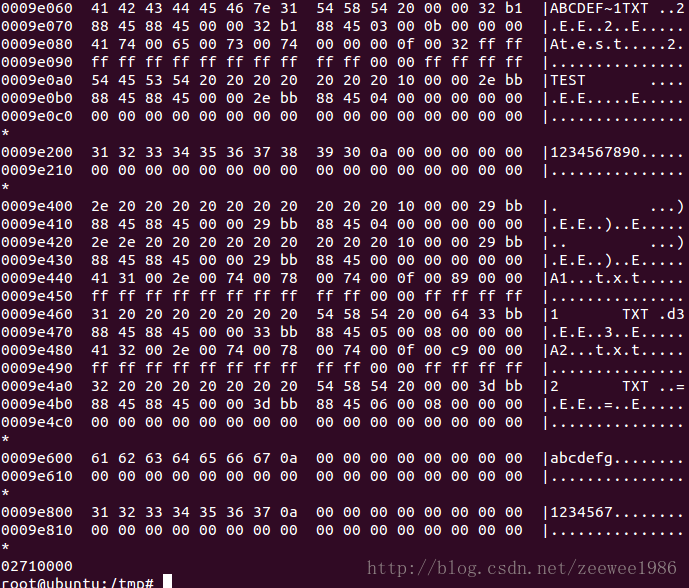 0009e060  41 42 43 44 45 46 7e 31  54 58 54 20 00 00 32 b1  |ABCDEF~1TXT ..2
0009e070  88 45 88 45 00 00 32 b1  88 45 03 00 0b 00 00 00  |.E.E..2..E.....
0009e080  41 74 00 65 00 73 00 74  00 00 00 0f 00 32 ff ff  |At.e.s.t.....2.
0009e090  ff ff ff ff ff ff ff ff  ff ff 00 00 ff ff ff ff  |...............
0009e0a0  54 45 53 54 20 20 20 20  20 20 20 10 00 00 2e bb  |TEST       ....
0009e0b0  88 45 88 45 00 00 2e bb  88 45 04 00 00 00 00 00  |.E.E.....E.....
0009e0c0  00 00 00 00 00 00 00 00  00 00 00 00 00 00 00 00  |...............
*
0009e200  31 32 33 34 35 36 37 38  39 30 0a 00 00 00 00 00  |1234567890.....
0009e210  00 00 00 00 00 00 00 00  00 00 00 00 00 00 00 00  |...............
*
0009e400  2e 20 20 20 20 20 20 20  20 20 20 10 00 00 29 bb  |.          ...)
0009e410  88 45 88 45 00 00 29 bb  88 45 04 00 00 00 00 00  |.E.E..)..E.....
0009e420  2e 2e 20 20 20 20 20 20  20 20 20 10 00 00 29 bb  |..         ...)
0009e430  88 45 88 45 00 00 29 bb  88 45 00 00 00 00 00 00  |.E.E..)..E.....
0009e440  41 31 00 2e 00 74 00 78  00 74 00 0f 00 89 00 00  |A1...t.x.t.....
0009e450  ff ff ff ff ff ff ff ff  ff ff 00 00 ff ff ff ff  |...............
0009e460  31 20 20 20 20 20 20 20  54 58 54 20 00 64 33 bb  |1       TXT .d3
0009e470  88 45 88 45 00 00 33 bb  88 45 05 00 08 00 00 00  |.E.E..3..E.....
0009e480  41 32 00 2e 00 74 00 78  00 74 00 0f 00 c9 00 00  |A2...t.x.t.....
0009e490  ff ff ff ff ff ff ff ff  ff ff 00 00 ff ff ff ff  |...............
0009e4a0  32 20 20 20 20 20 20 20  54 58 54 20 00 00 3d bb  |2       TXT ..=
0009e4b0  88 45 88 45 00 00 3d bb  88 45 06 00 08 00 00 00  |.E.E..=..E.....
0009e4c0  00 00 00 00 00 00 00 00  00 00 00 00 00 00 00 00  |...............
*
0009e600  61 62 63 64 65 66 67 0a  00 00 00 00 00 00 00 00  |abcdefg........
0009e610  00 00 00 00 00 00 00 00  00 00 00 00 00 00 00 00  |...............
*
0009e800  31 32 33 34 35 36 37 0a  00 00 00 00 00 00 00 00  |1234567........
0009e810  00 00 00 00 00 00 00 00  00 00 00 00 00 00 00 00  |...............
*
02710000
http://blog.csdn.net/zeewee1986
root@ubuntu:/tmp#